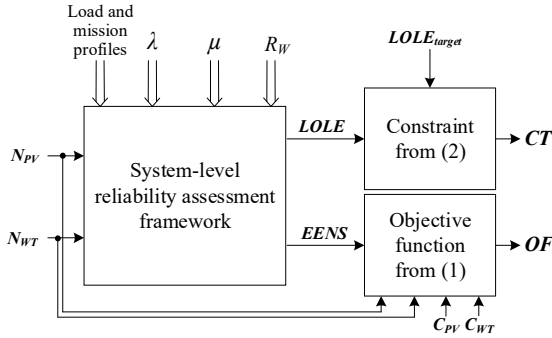 Load and
mission profiles
λ
μ
R_W
LOLE_target
N_PV
N_WT
System-level
reliability assessment
framework
LOLE
EENS
Constraint
from (2)
CT
Objective
function
from (1)
OF
C_PV
C_WT